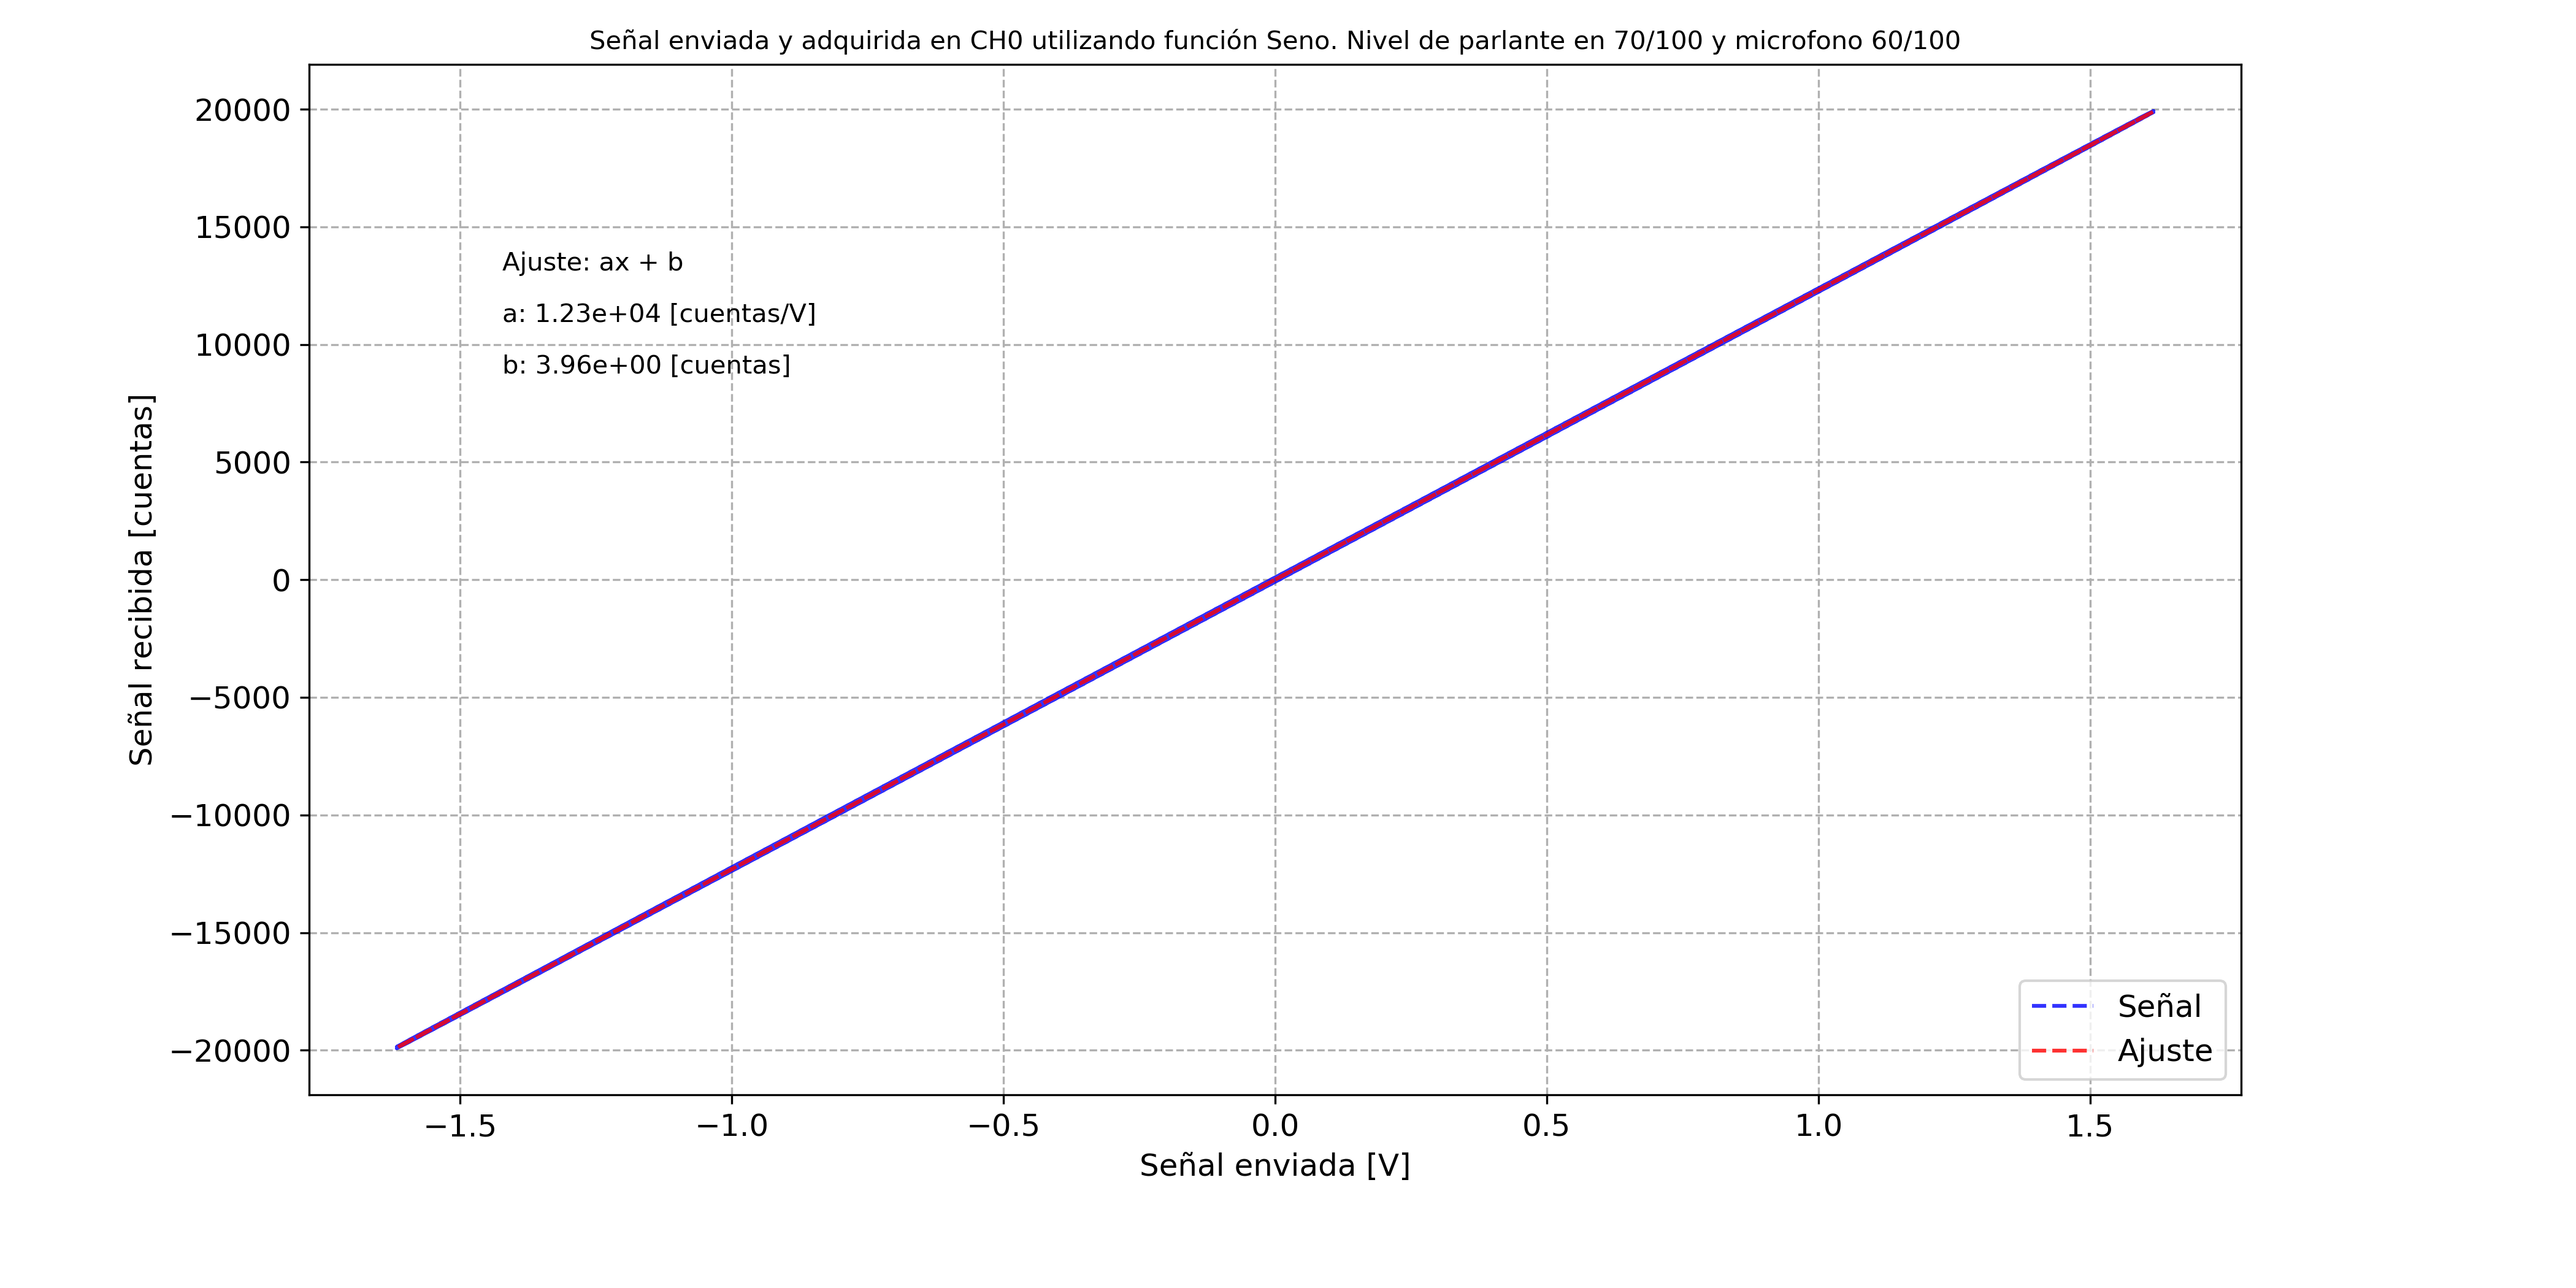 Señal enviada y adquirida en CH0 utilizando función Seno. Nivel de parlante en 70/100 y microfono 60/100
20000
15000
10000
5000
0
−5000
−10000
−15000
−20000
Señal recibida [cuentas]
Ajuste: ax + b
a: 1.23e+04 [cuentas/V]
b: 3.96e+00 [cuentas]
Señal
Ajuste
−1.5 −1.0 −0.5 0.0 0.5 1.0 1.5
Señal enviada [V]